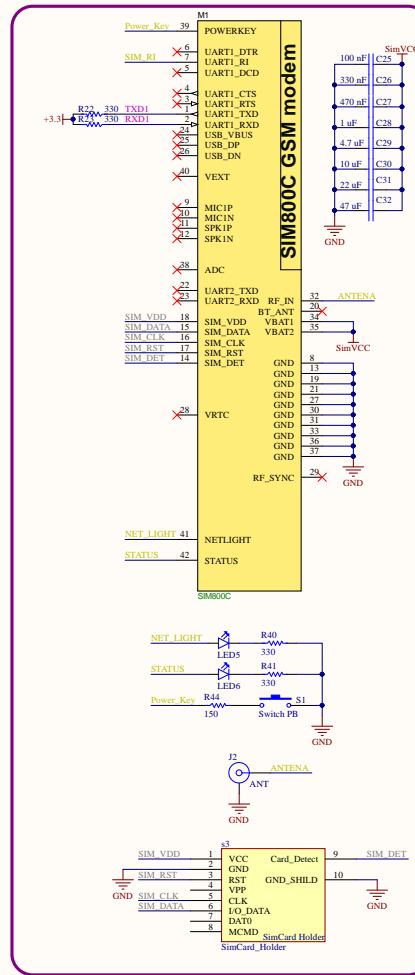 M1
Power_Key 39 POWERKEY
6 UART1_DTR
SIM_RI 7 UART1_RI
5 UART1_DCD
4 UART1_CTS
3 UART1_RTS
R22 330 TXD1 1 UART1_TXD
+3.3
R23 330 RXD1 2 UART1_RXD
24 USB_VBUS
25 USB_DP
26 USB_DN
40 VEXT
9 MIC1P
10 MIC1N
11 SPK1P
12 SPK1N
38 ADC
22 UART2_TXD
23 UART2_RXD
SIM_VDD 18 SIM_VDD
SIM_DATA 15 SIM_DATA
SIM_CLK 16 SIM_CLK
SIM_RST 17 SIM_RST
SIM_DET 14 SIM_DET
28 VRTC
NET_LIGHT 41 NETLIGHT
STATUS 42 STATUS
SIM800C GSM modem
RF_IN 32 ANTENA
BT_ANT 20
VBAT1 34
VBAT2 35
SimVCC
GND 8
GND 13
GND 19
GND 21
GND 27
GND 30
GND 31
GND 33
GND 36
GND 37
GND
RF_SYNC 29
SIM800C
SimVCC
100 nF C25
330 nF C26
470 nF C27
1 uF C28
4.7 uF C29
10 uF C30
22 uF C31
47 uF C32
GND
NET_LIGHT LED5 R40 330
STATUS LED6 R41 330
Power_Key R44 150 S1 Switch PB
GND
J2
ANTENA
ANT
GND
s3
SIM_VDD 1 VCC Card_Detect 9 SIM_DET
2 GND
SIM_RST 3 RST GND_SHILD 10
GND 4 VPP GND
SIM_CLK 5 CLK
SIM_DATA 6 I/O_DATA
7 DAT0
8 MCMD
SimCard Holder
SimCard_Holder